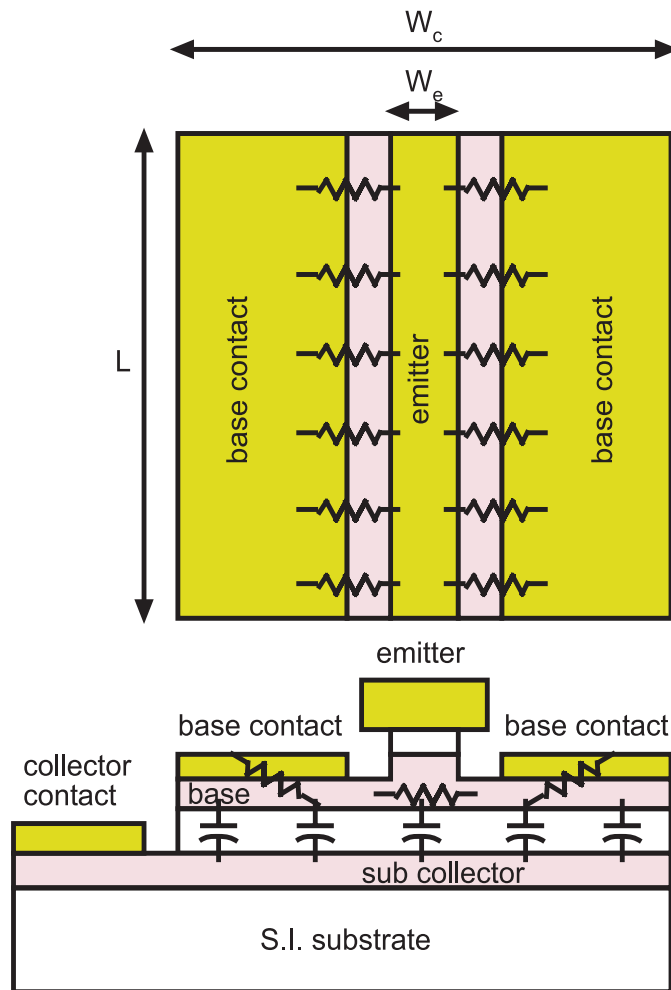 Wc
We
L
base contact
emitter
base contact
emitter
base contact
base contact
collector
contact
base
sub collector
S.I. substrate